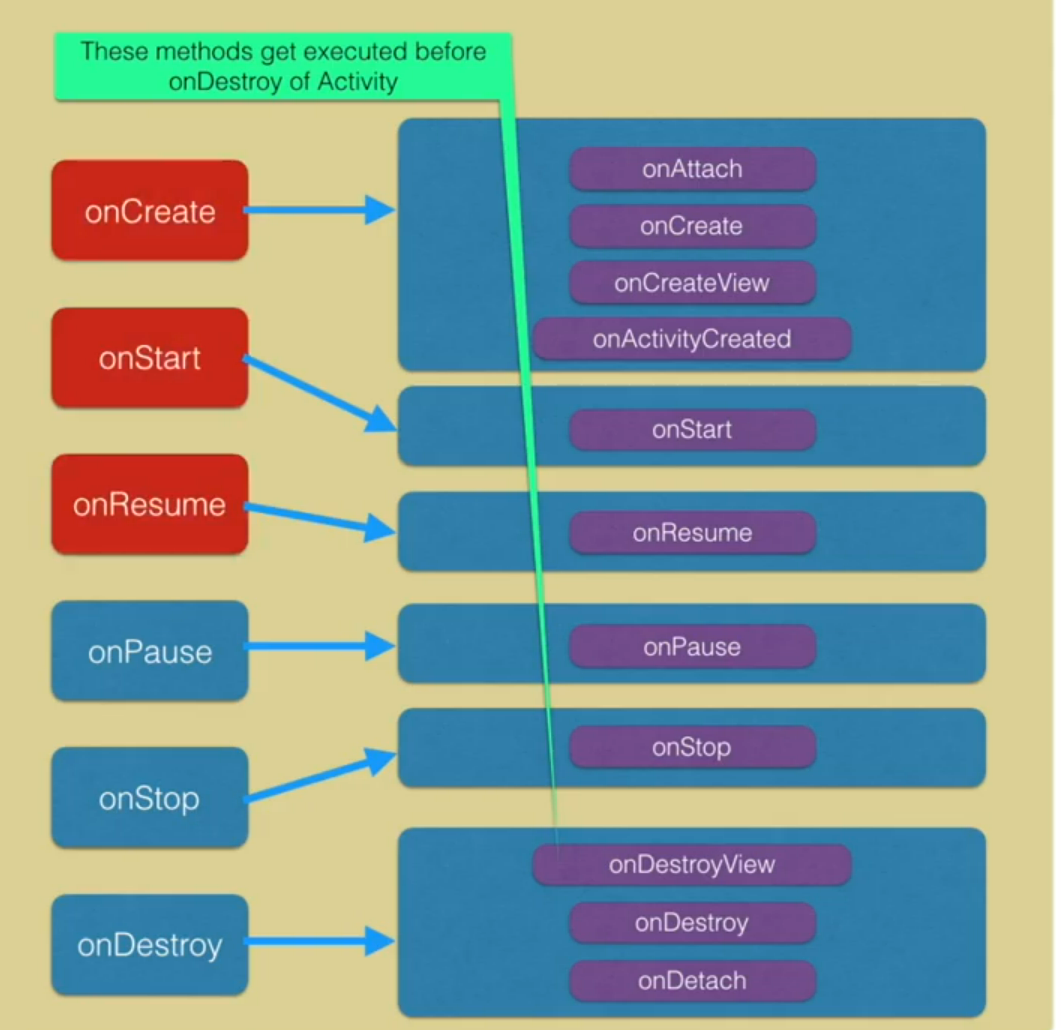 These methods get executed before
onDestroy of Activity
onCreate
onAttach
onCreate
onCreateView
onActivityCreated
onStart
onStart
onResume
onResume
onPause
onPause
onStop
onStop
onDestroy
onDestroyView
onDestroy
onDetach